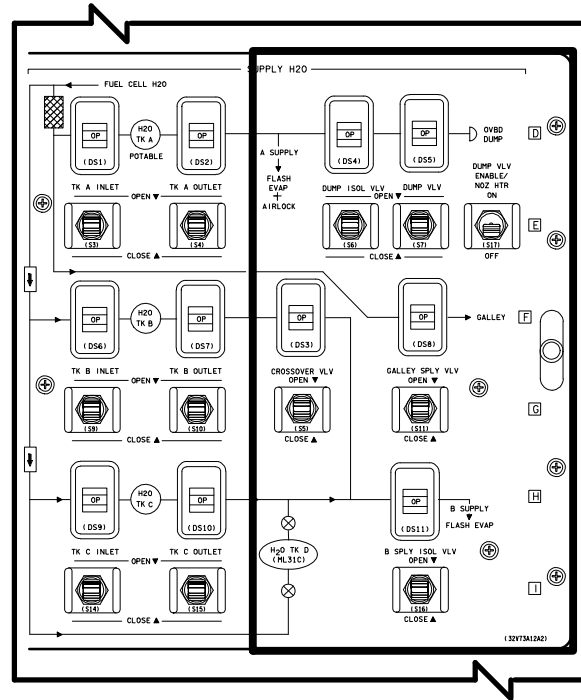 SUPPLY H2O
FUEL CELL H2O
OP
(DS1)
H2O
TK A
POTABLE
OP
(DS2)
A SUPPLY
FLASH
EVAP
+
AIRLOCK
OP
(DS4)
OP
(DS5)
OVBD
DUMP
D
TK A INLET
TK A OUTLET
OPEN ▼
(S3)
(S4)
CLOSE ▲
DUMP ISOL VLV
DUMP VLV
OPEN ▼
(S6)
(S7)
CLOSE ▲
DUMP VLV
ENABLE/
NOZ HTR
ON
(S17)
OFF
E
OP
(DS6)
H2O
TK B
OP
(DS7)
OP
(DS3)
OP
(DS8)
GALLEY
F
TK B INLET
TK B OUTLET
OPEN ▼
(S9)
(S10)
CLOSE ▲
CROSSOVER VLV
OPEN ▼
(S5)
CLOSE ▲
GALLEY SPLY VLV
OPEN ▼
(S11)
CLOSE ▲
G
OP
(DS9)
H2O
TK C
OP
(DS10)
OP
(DS11)
B SUPPLY
FLASH EVAP
H
TK C INLET
TK C OUTLET
OPEN ▼
(S14)
(S15)
CLOSE ▲
H2O TK D
(ML31C)
B SPLY ISOL VLV
OPEN ▼
(S16)
CLOSE ▲
I
(32V73A12A2)